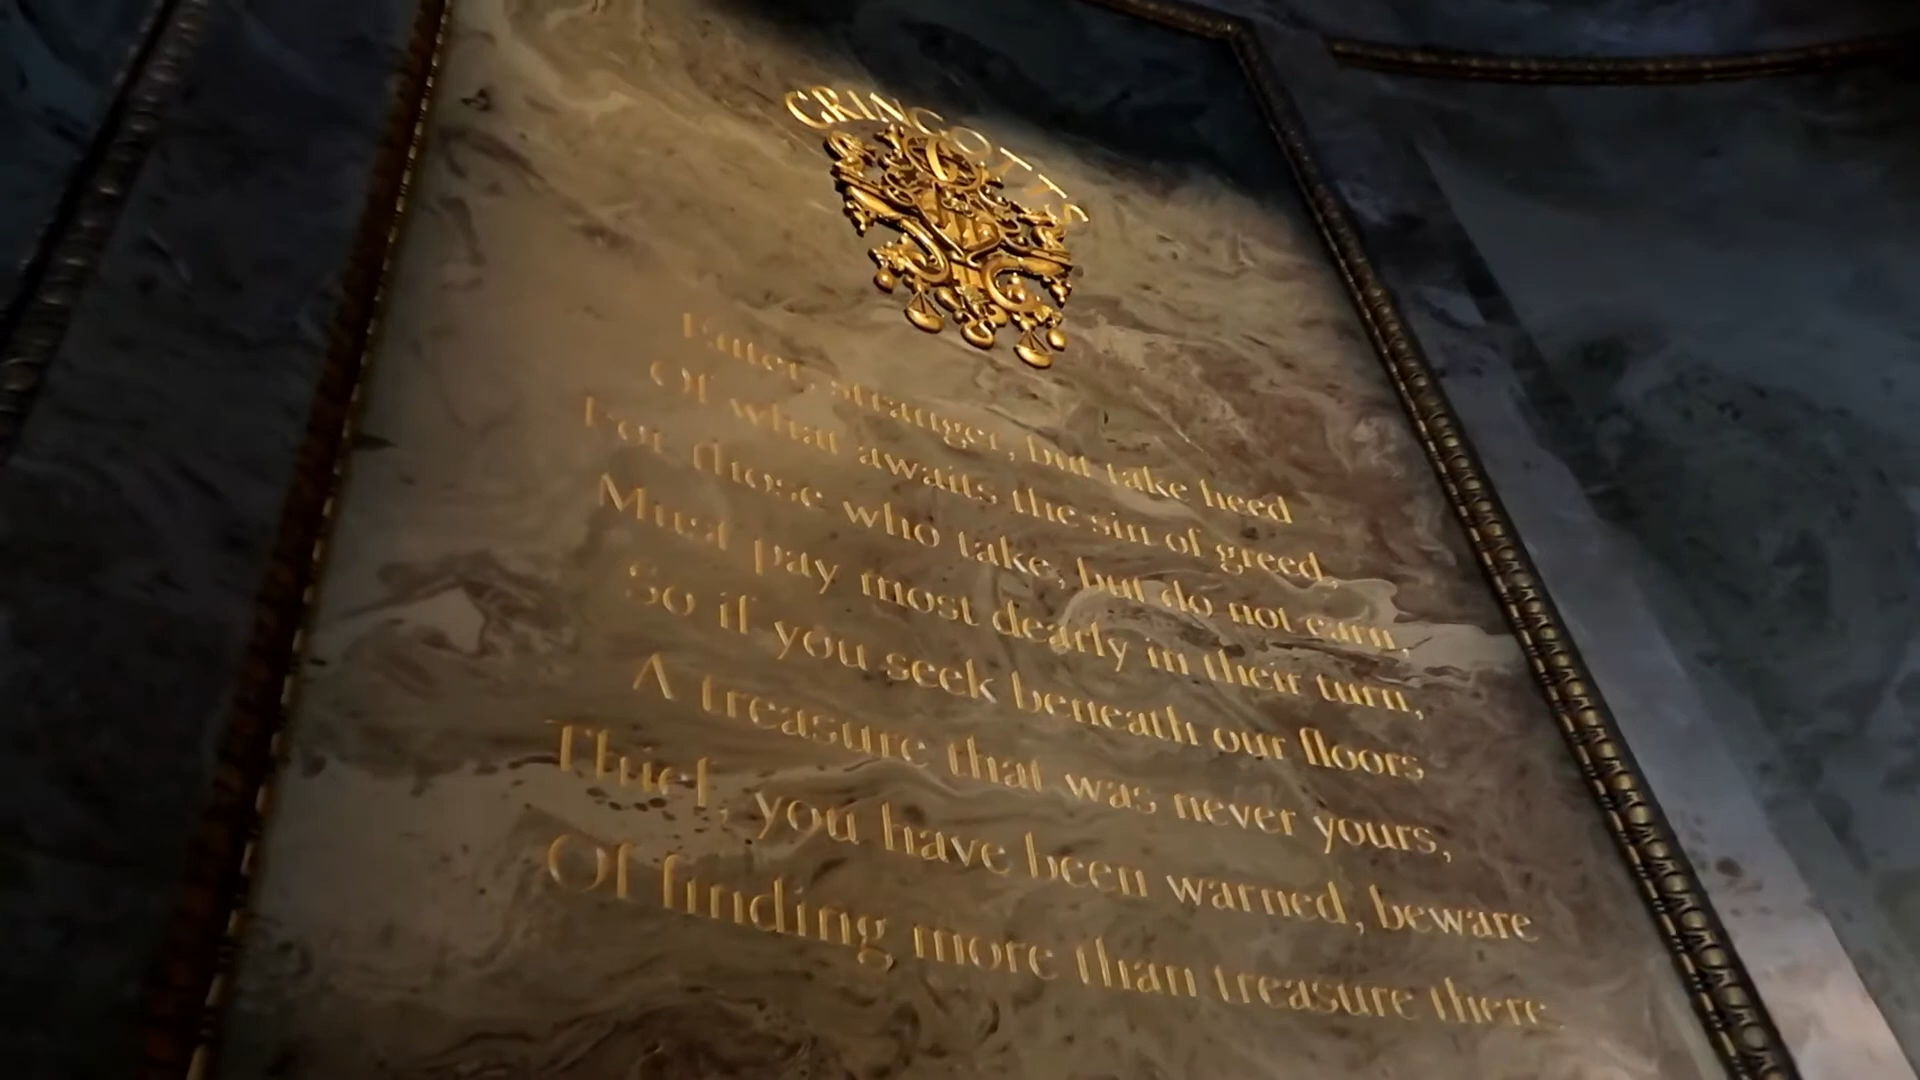 GRINGOTTS
Enter, stranger, but take heed
Of what awaits the sin of greed,
For those who take, but do not earn,
Must pay most dearly in their turn,
So if you seek beneath our floors
A treasure that was never yours,
Thief, you have been warned, beware
Of finding more than treasure there.